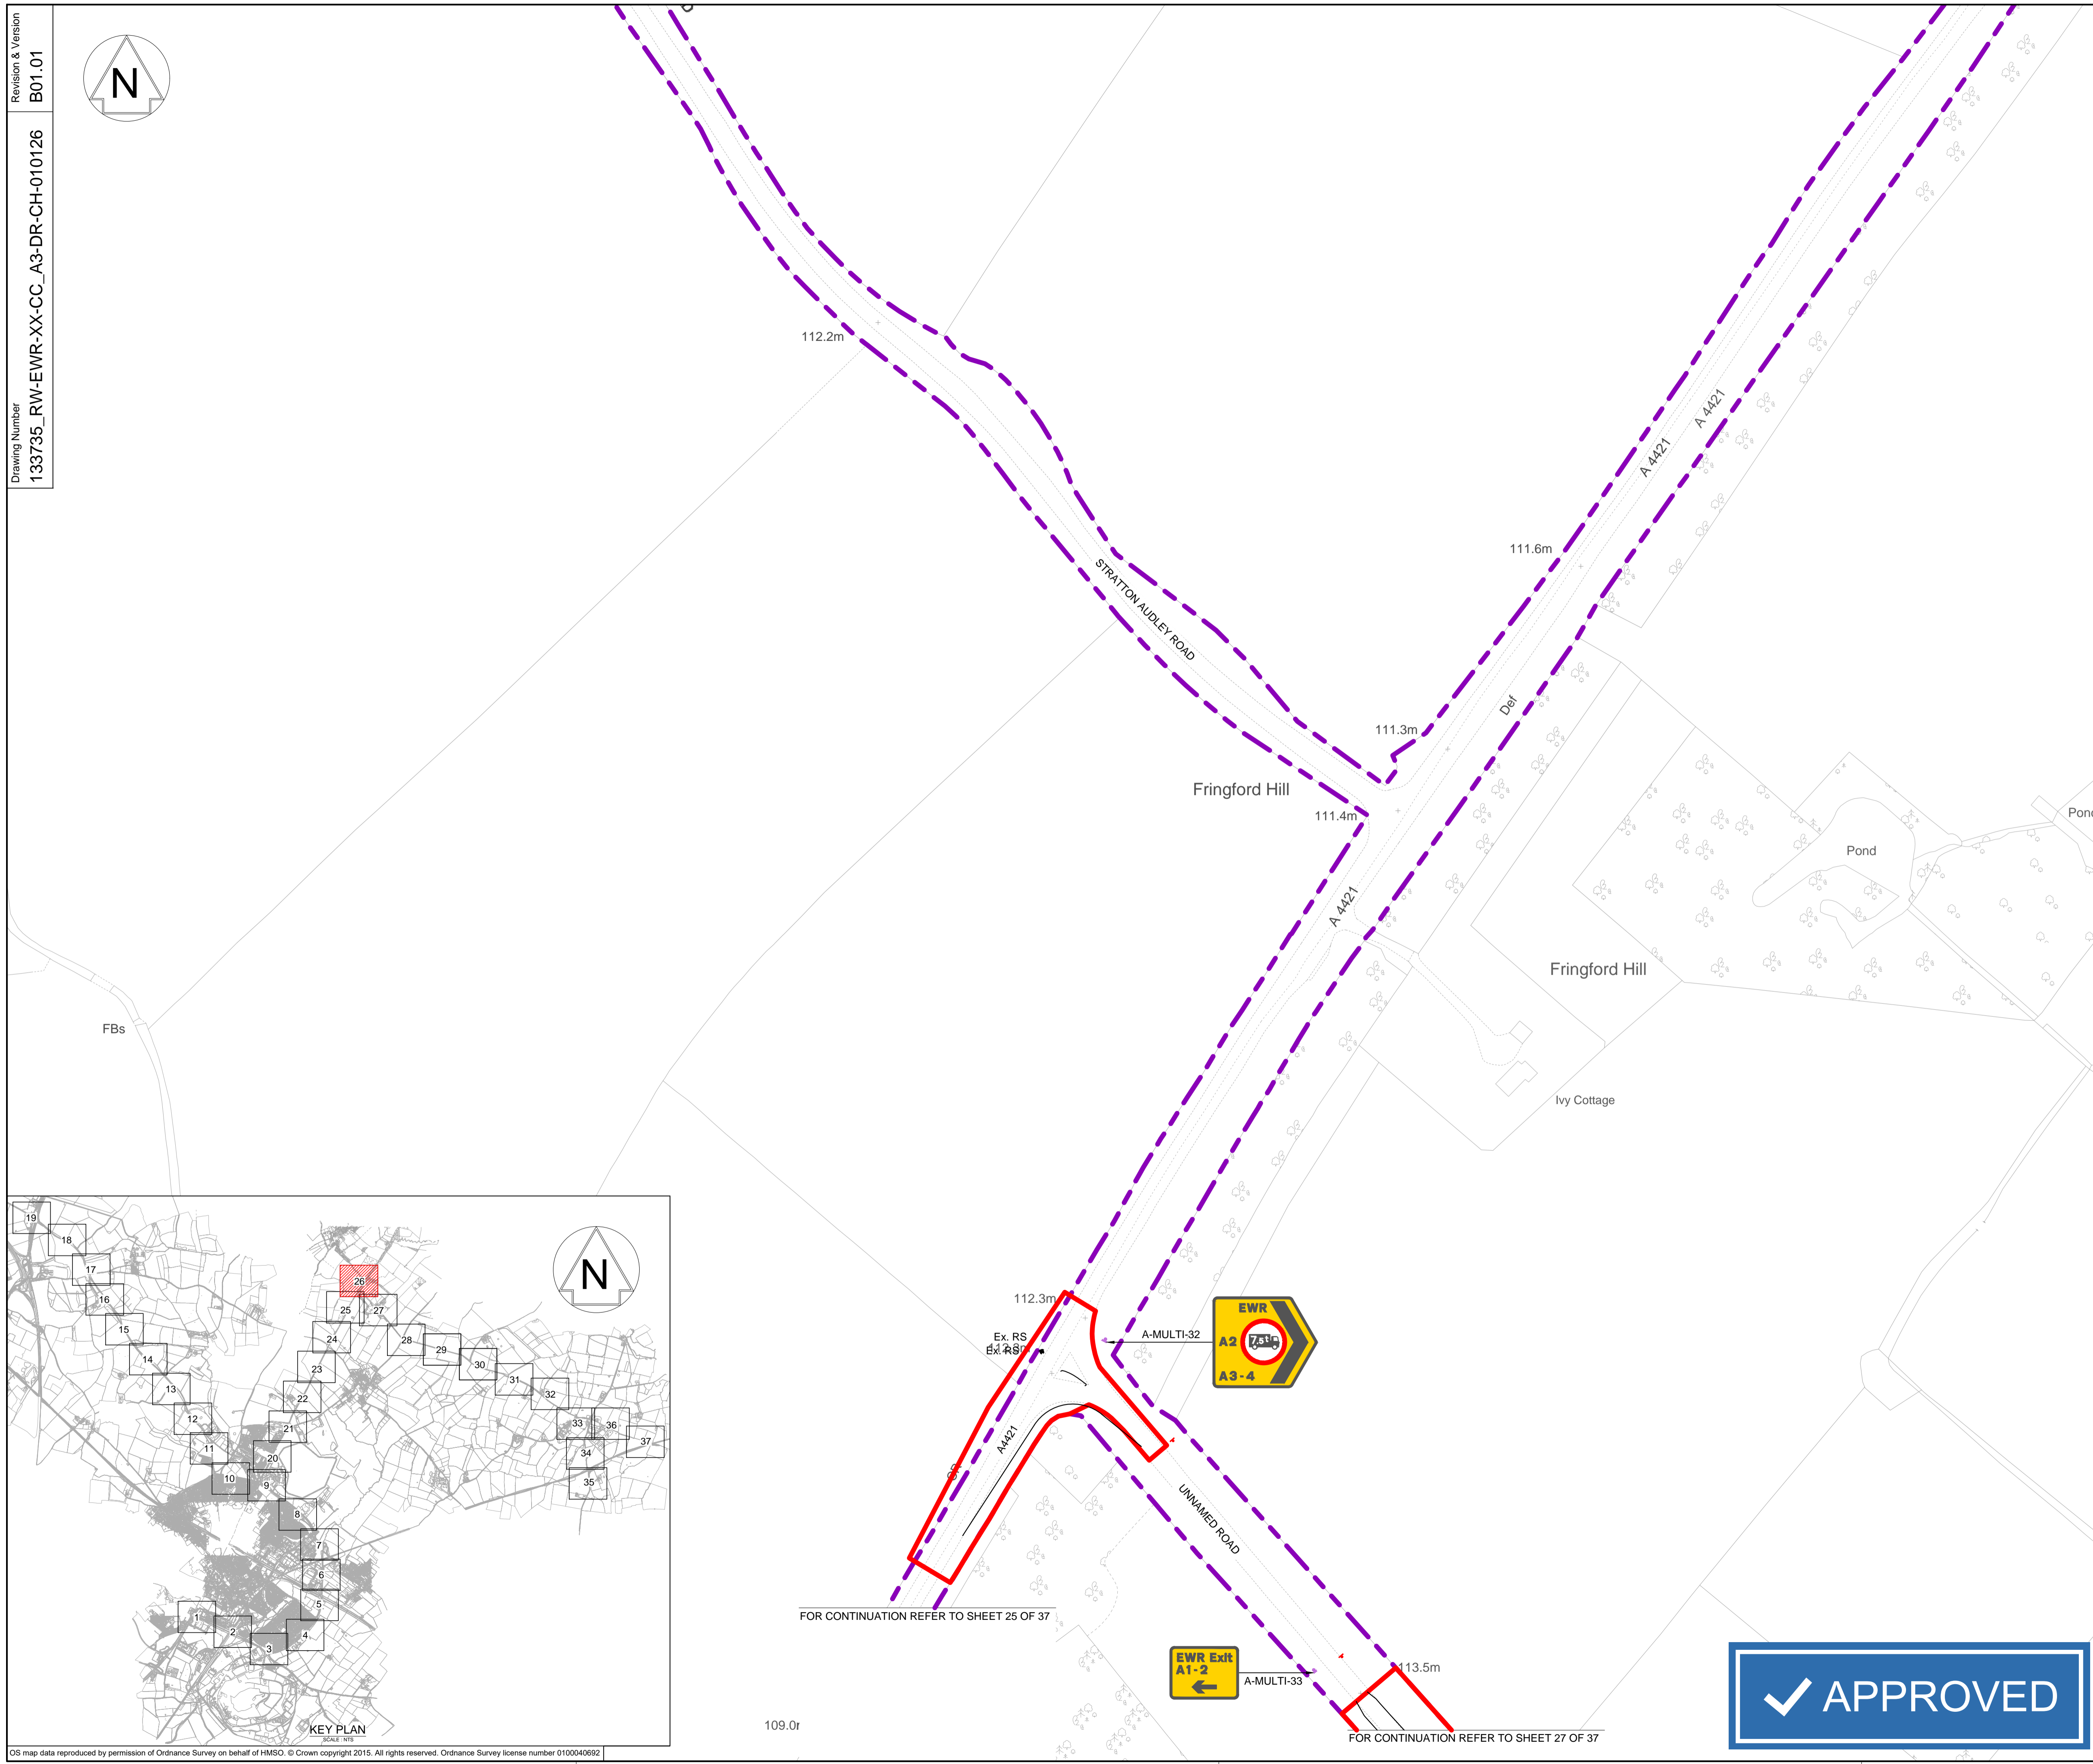 Revision & Version
B01.01
Drawing Number
133735_RW-EWR-XX-CC_A3-DR-CH-010126
N
112.2m
STRATTON AUDLEY ROAD
A 4421
A 4421
111.6m
Def
111.3m
Fringford Hill
111.4m
A 4421
Pond
Pond
Fringford Hill
Ivy Cottage
FBs
112.3m
Ex. RS
Ex. RS
A-MULTI-32
EWR
A2
7.5t
A3-4
A4421
UNNAMED ROAD
FOR CONTINUATION REFER TO SHEET 25 OF 37
EWR Exit
A1-2
A-MULTI-33
113.5m
109.0
FOR CONTINUATION REFER TO SHEET 27 OF 37
✓ APPROVED
N
19
18
17
16
15
14
13
12
11
10
26
25
27
24
28
29
30
31
32
23
22
21
20
9
8
7
6
5
4
3
2
1
33
36
37
34
35
KEY PLAN
SCALE : NTS
OS map data reproduced by permission of Ordnance Survey on behalf of HMSO. © Crown copyright 2015. All rights reserved. Ordnance Survey license number 0100040692